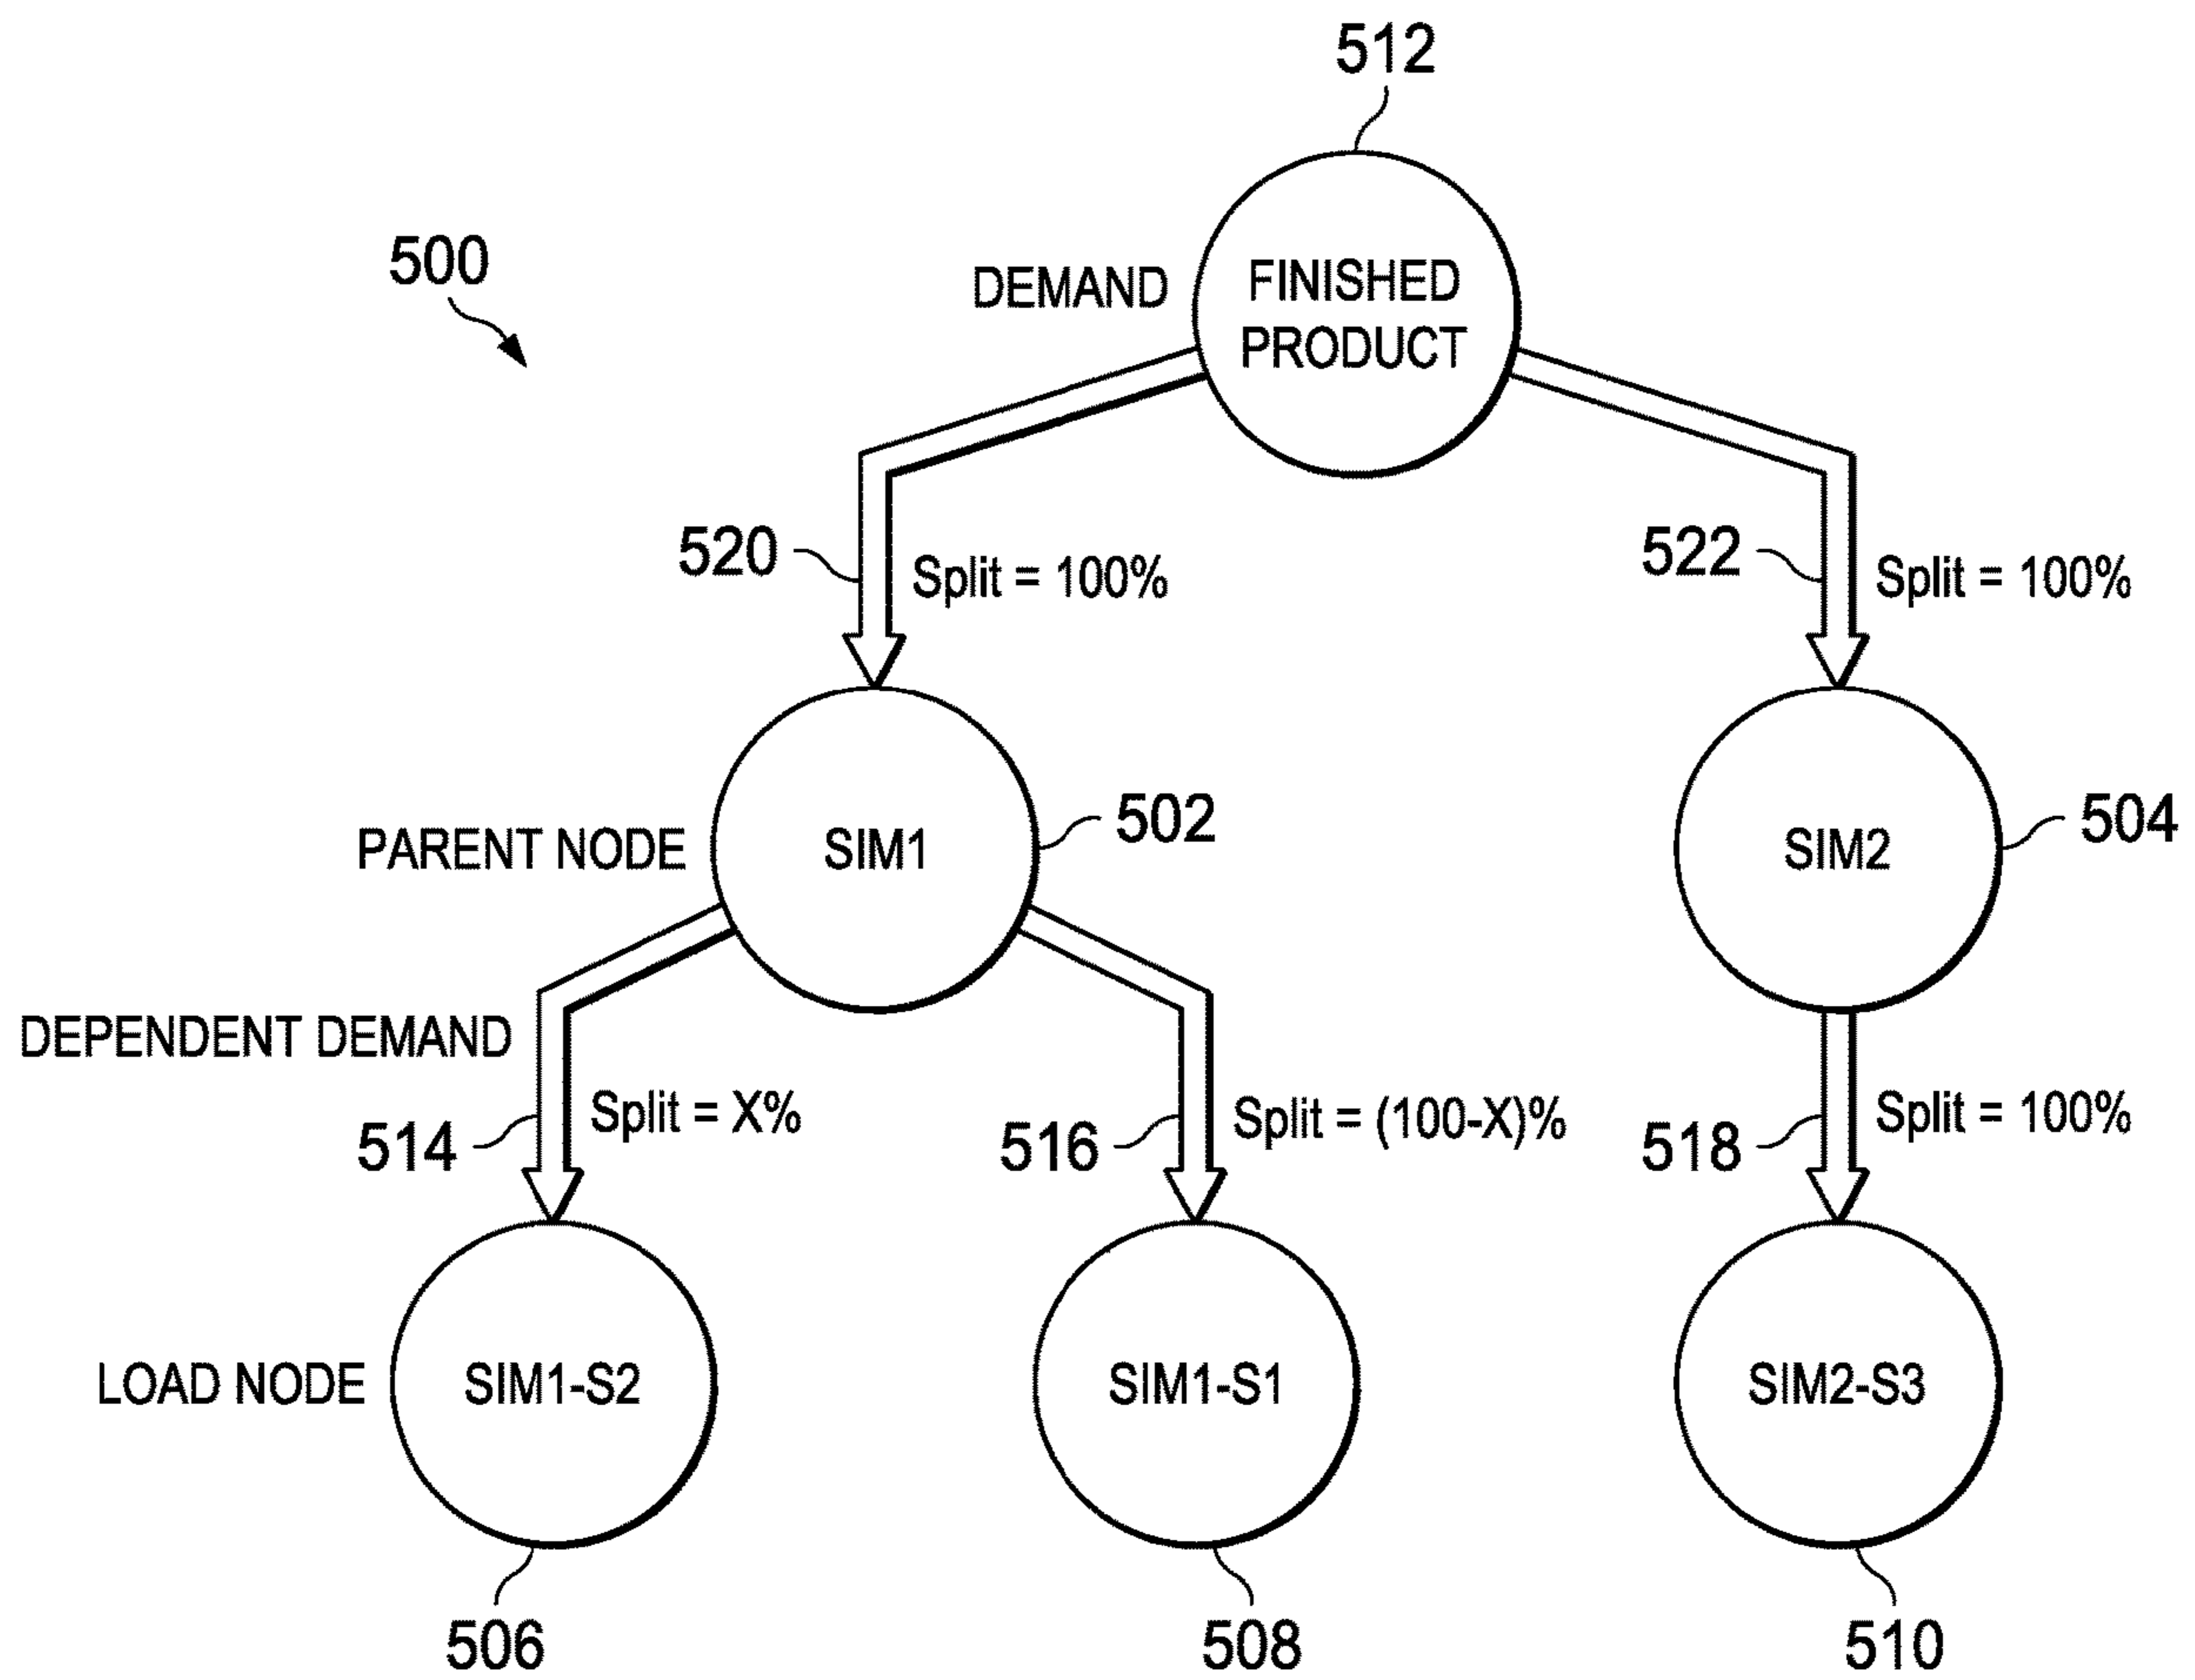 512
500
DEMAND
FINISHED
PRODUCT
520
Split = 100%
522
Split = 100%
PARENT NODE
SIM1
502
SIM2
504
DEPENDENT DEMAND
514
Split = X%
516
Split = (100-X)%
518
Split = 100%
LOAD NODE
SIM1-S2
SIM1-S1
SIM2-S3
506
508
510